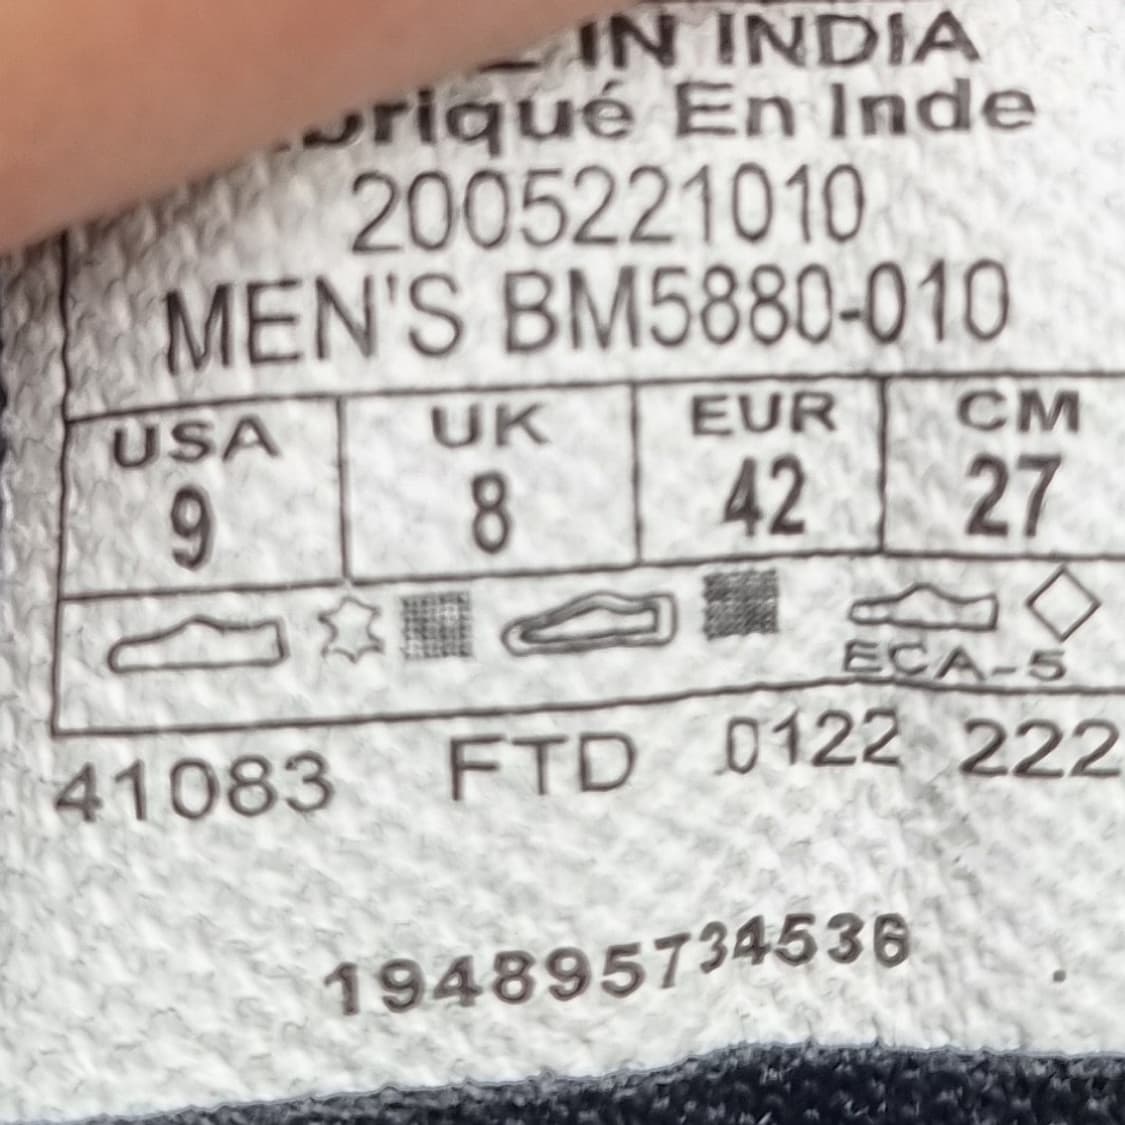 IN INDIA
briqué En Inde
2005221010
MEN'S BM5880-010
USA UK EUR CM
9 8 42 27
ECA-5
41083 FTD 0122 222
194895734536